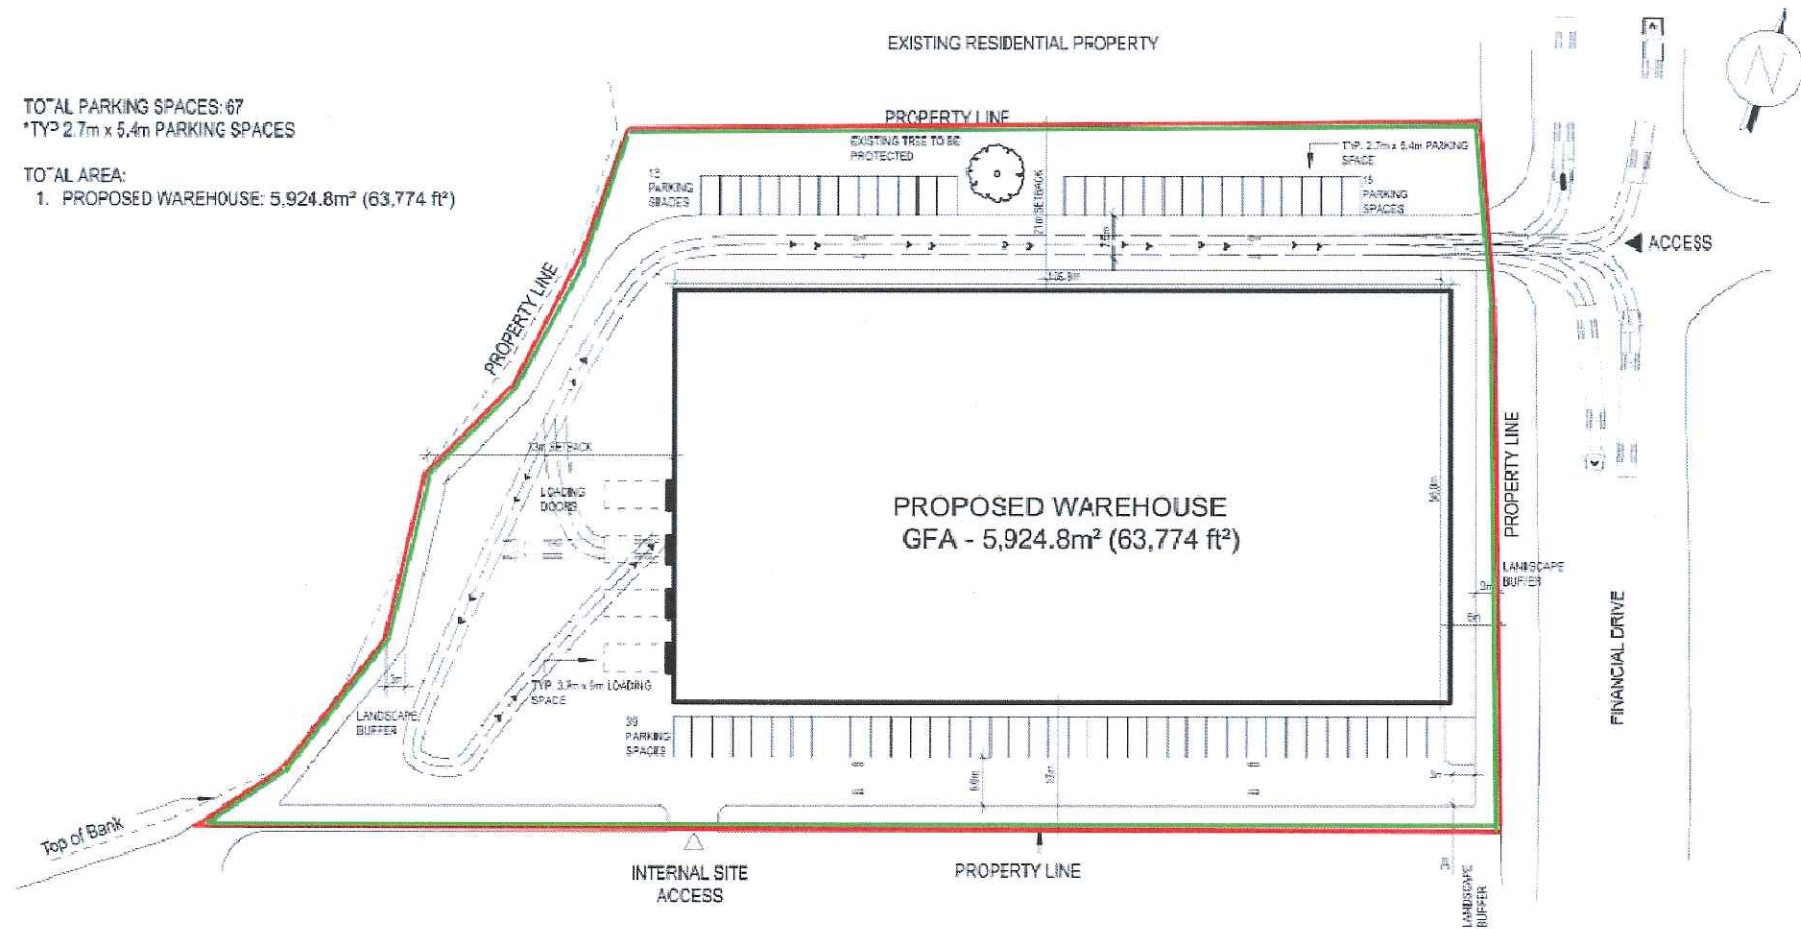 EXISTING RESIDENTIAL PROPERTY
TOTAL PARKING SPACES: 67
*TYP 2.7m x 5.4m PARKING SPACES
TOTAL AREA:
1. PROPOSED WAREHOUSE: 5,924.8m² (63,774 ft²)
PROPERTY LINE
EXISTING TREE TO BE
PROTECTED
TYP. 2.7m x 5.4m PARKING
SPACE
PARKING
SPACES
21m SETBACK
15
PARKING
SPACES
ACCESS
PROPERTY LINE
SETBACK
LOADING
DOORS
PROPOSED WAREHOUSE
GFA - 5,924.8m² (63,774 ft²)
PROPERTY LINE
LANDSCAPE
BUFFER
FINANCIAL DRIVE
TYP. 3.7m x 9m LOADING
SPACE
3m
LANDSCAPE
BUFFER
39
PARKING
SPACES
Top of Bank
INTERNAL SITE
ACCESS
PROPERTY LINE
LANDSCAPE
BUFFER
N